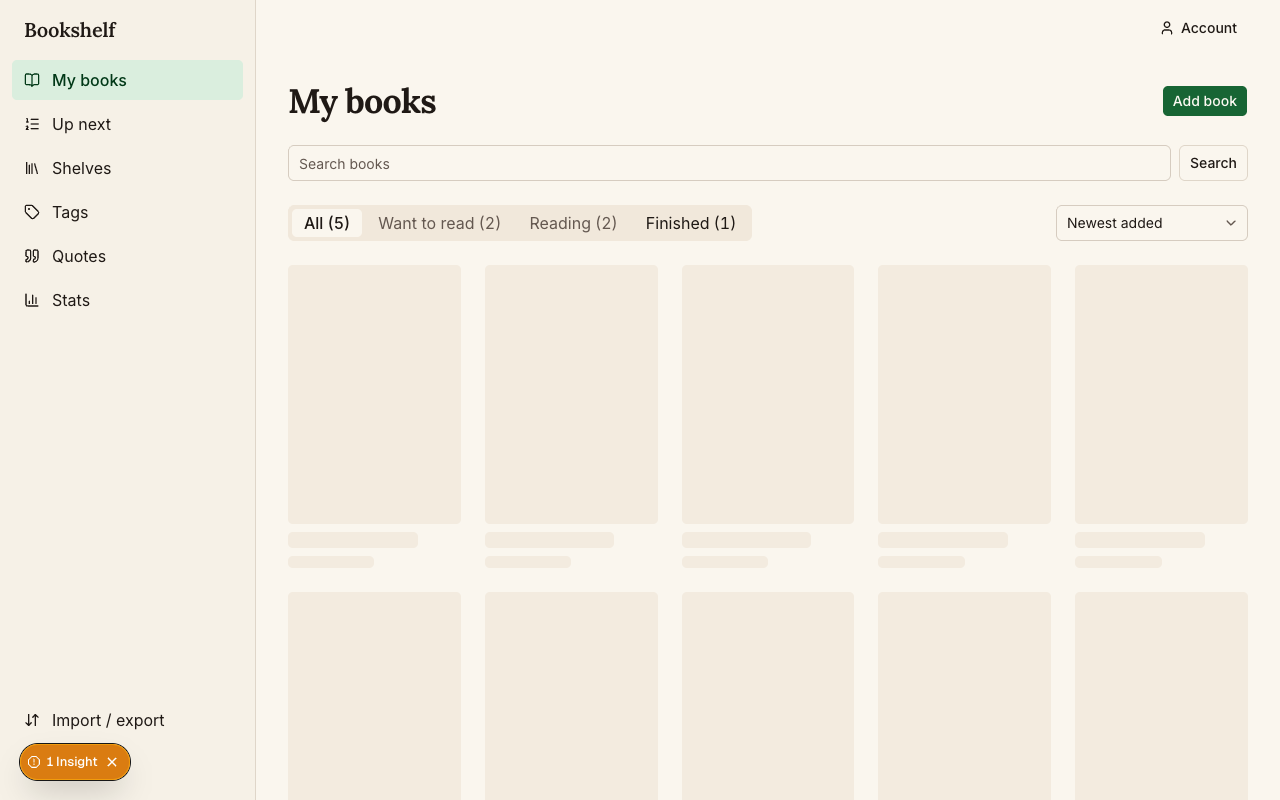 Bookshelf
My books
Up next
Shelves
Tags
Quotes
Stats
Import / export
1 Insight
Account
My books
Add book
Search books
Search
All (5)
Want to read (2)
Reading (2)
Finished (1)
Newest added